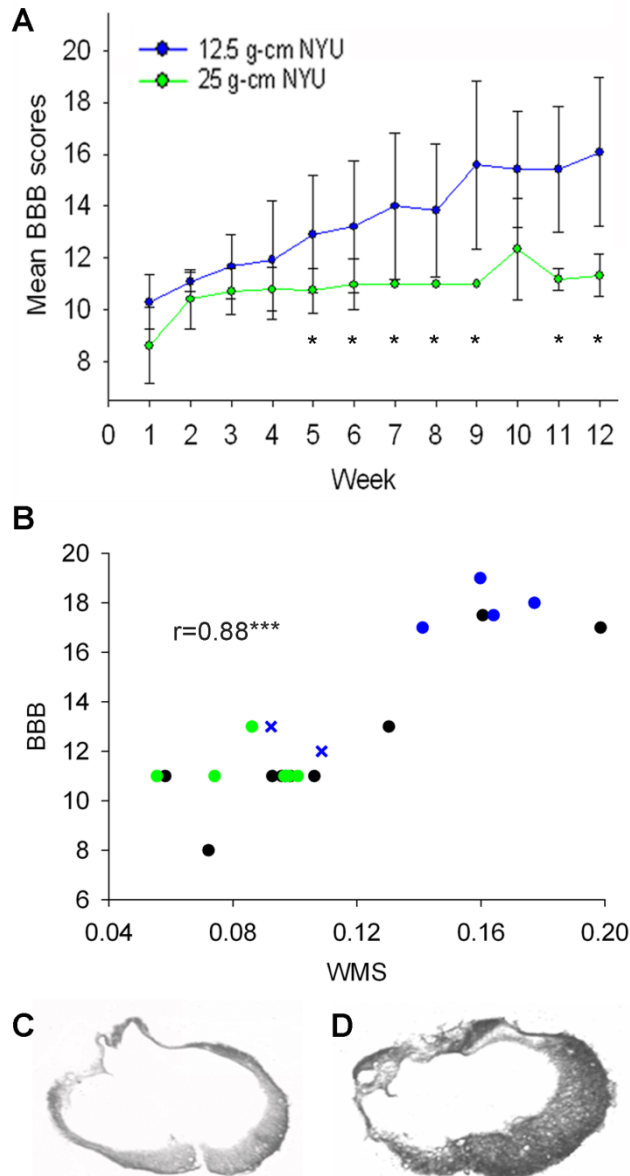 A
12.5 g-cm NYU
25 g-cm NYU
Mean BBB scores
20
18
16
14
12
10
8
* * * * * * *
0 1 2 3 4 5 6 7 8 9 10 11 12
Week
B
r=0.88***
BBB
20
18
16
14
12
10
8
6
0.04 0.08 0.12 0.16 0.20
WMS
C D